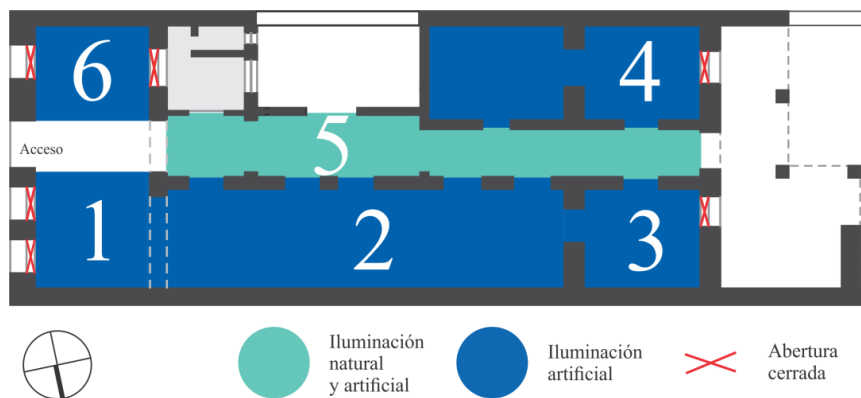 6
4
5
Acceso
1
2
3
Iluminación
natural
y artificial
Iluminación
artificial
Abertura
cerrada